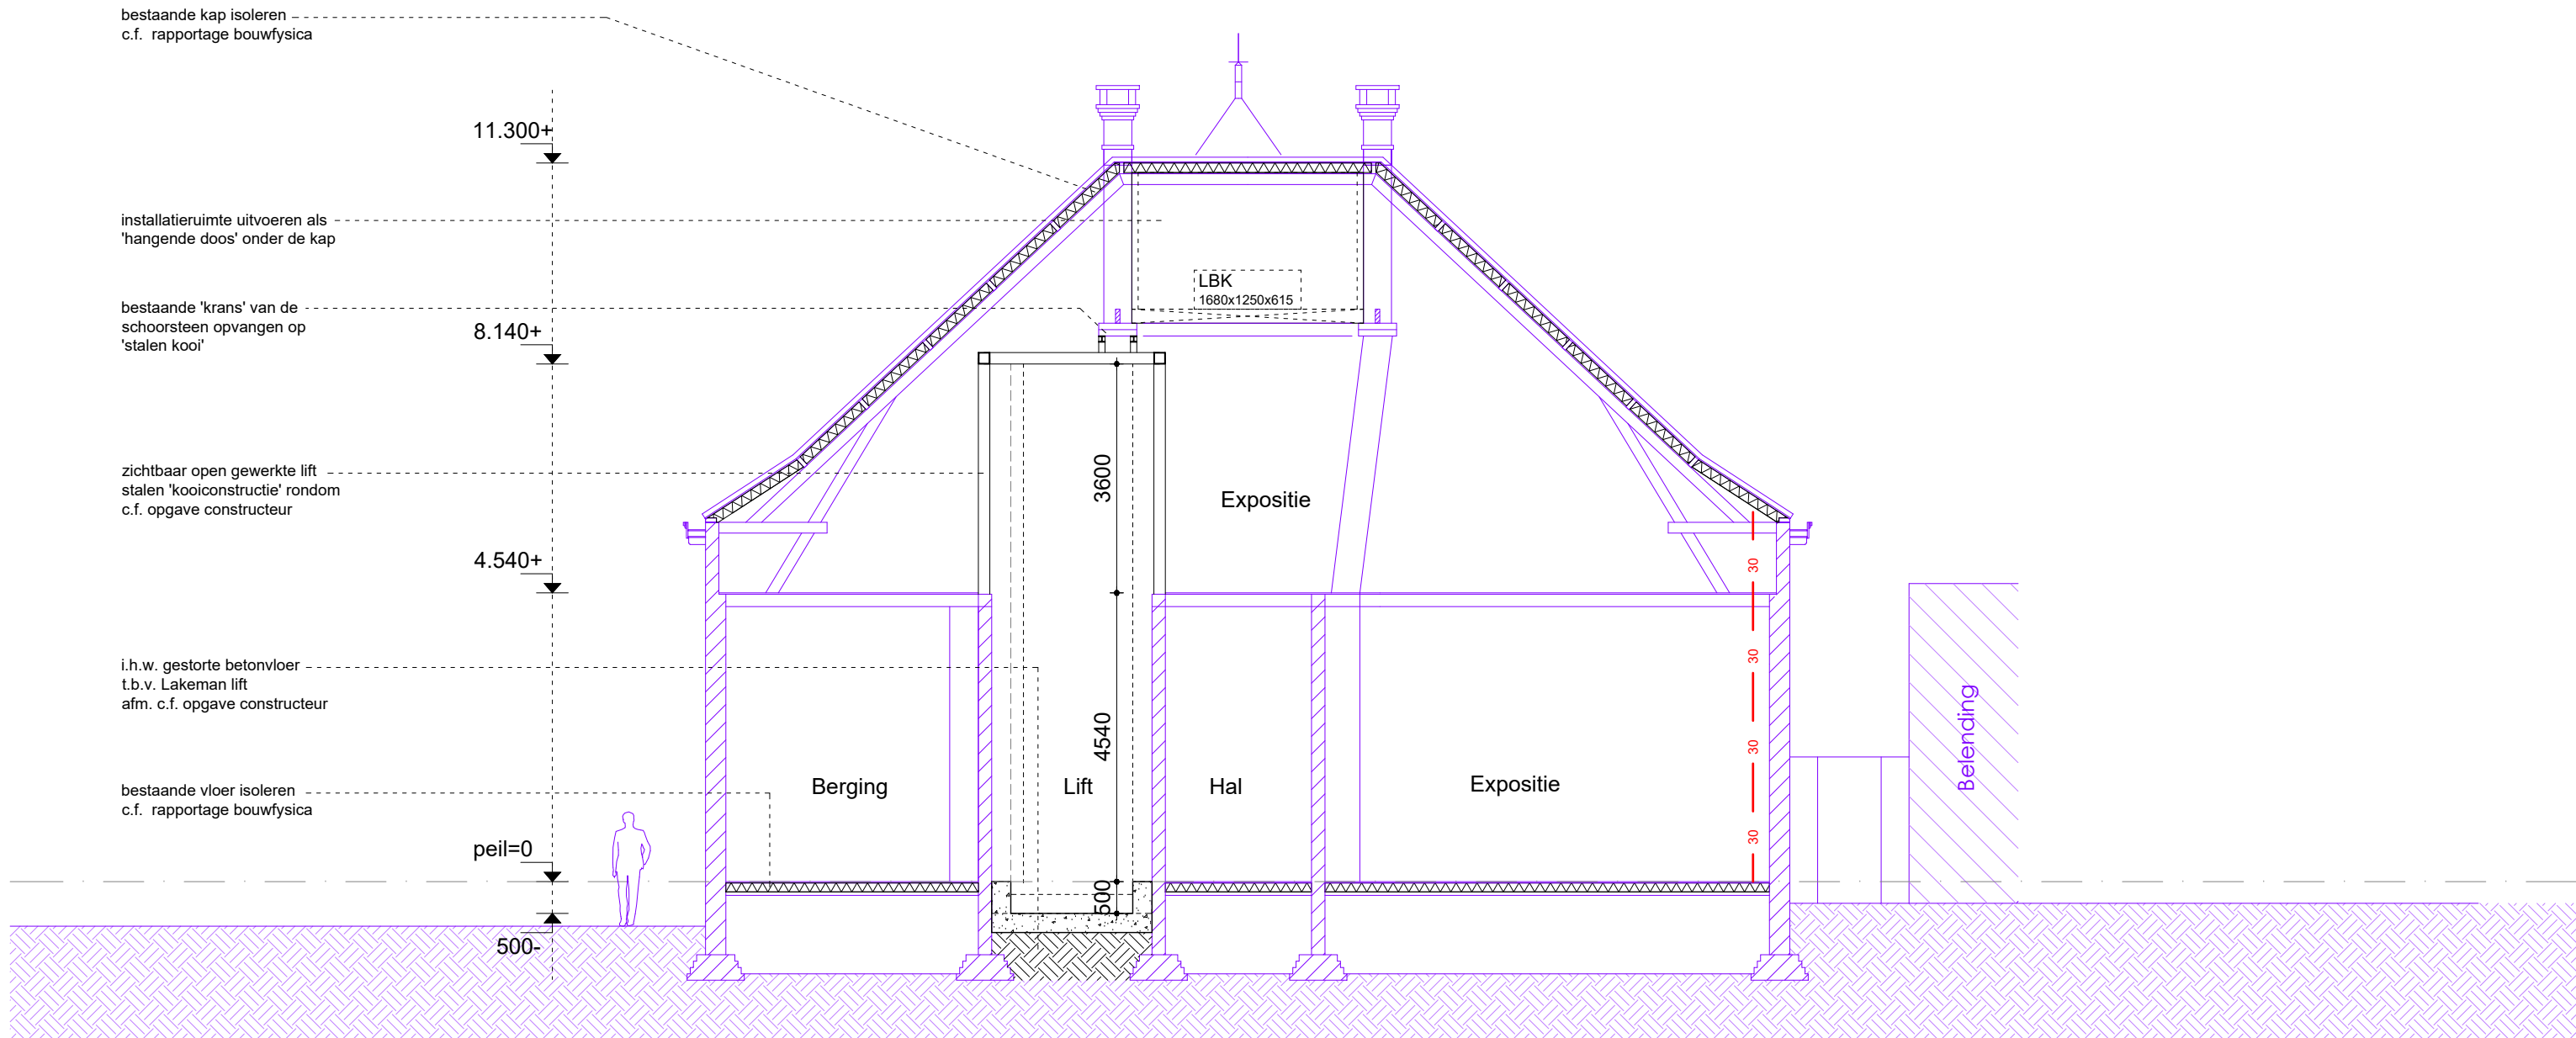 bestaande kap isoleren
c.f. rapportage bouwfysica
11.300+
installatieruimte uitvoeren als
'hangende doos' onder de kap
LBK
1680x1250x615
bestaande 'krans' van de
schoorsteen opvangen op
'stalen kooi'
8.140+
zichtbaar open gewerkte lift
stalen 'kooiconstructie' rondom
c.f. opgave constructeur
3600
Expositie
4.540+
30
i.h.w. gestorte betonvloer
t.b.v. Lakeman lift
afm. c.f. opgave constructeur
30
4540
30
Belending
bestaande vloer isoleren
c.f. rapportage bouwfysica
Berging
Lift
Hal
Expositie
30
peil=0
500
500-